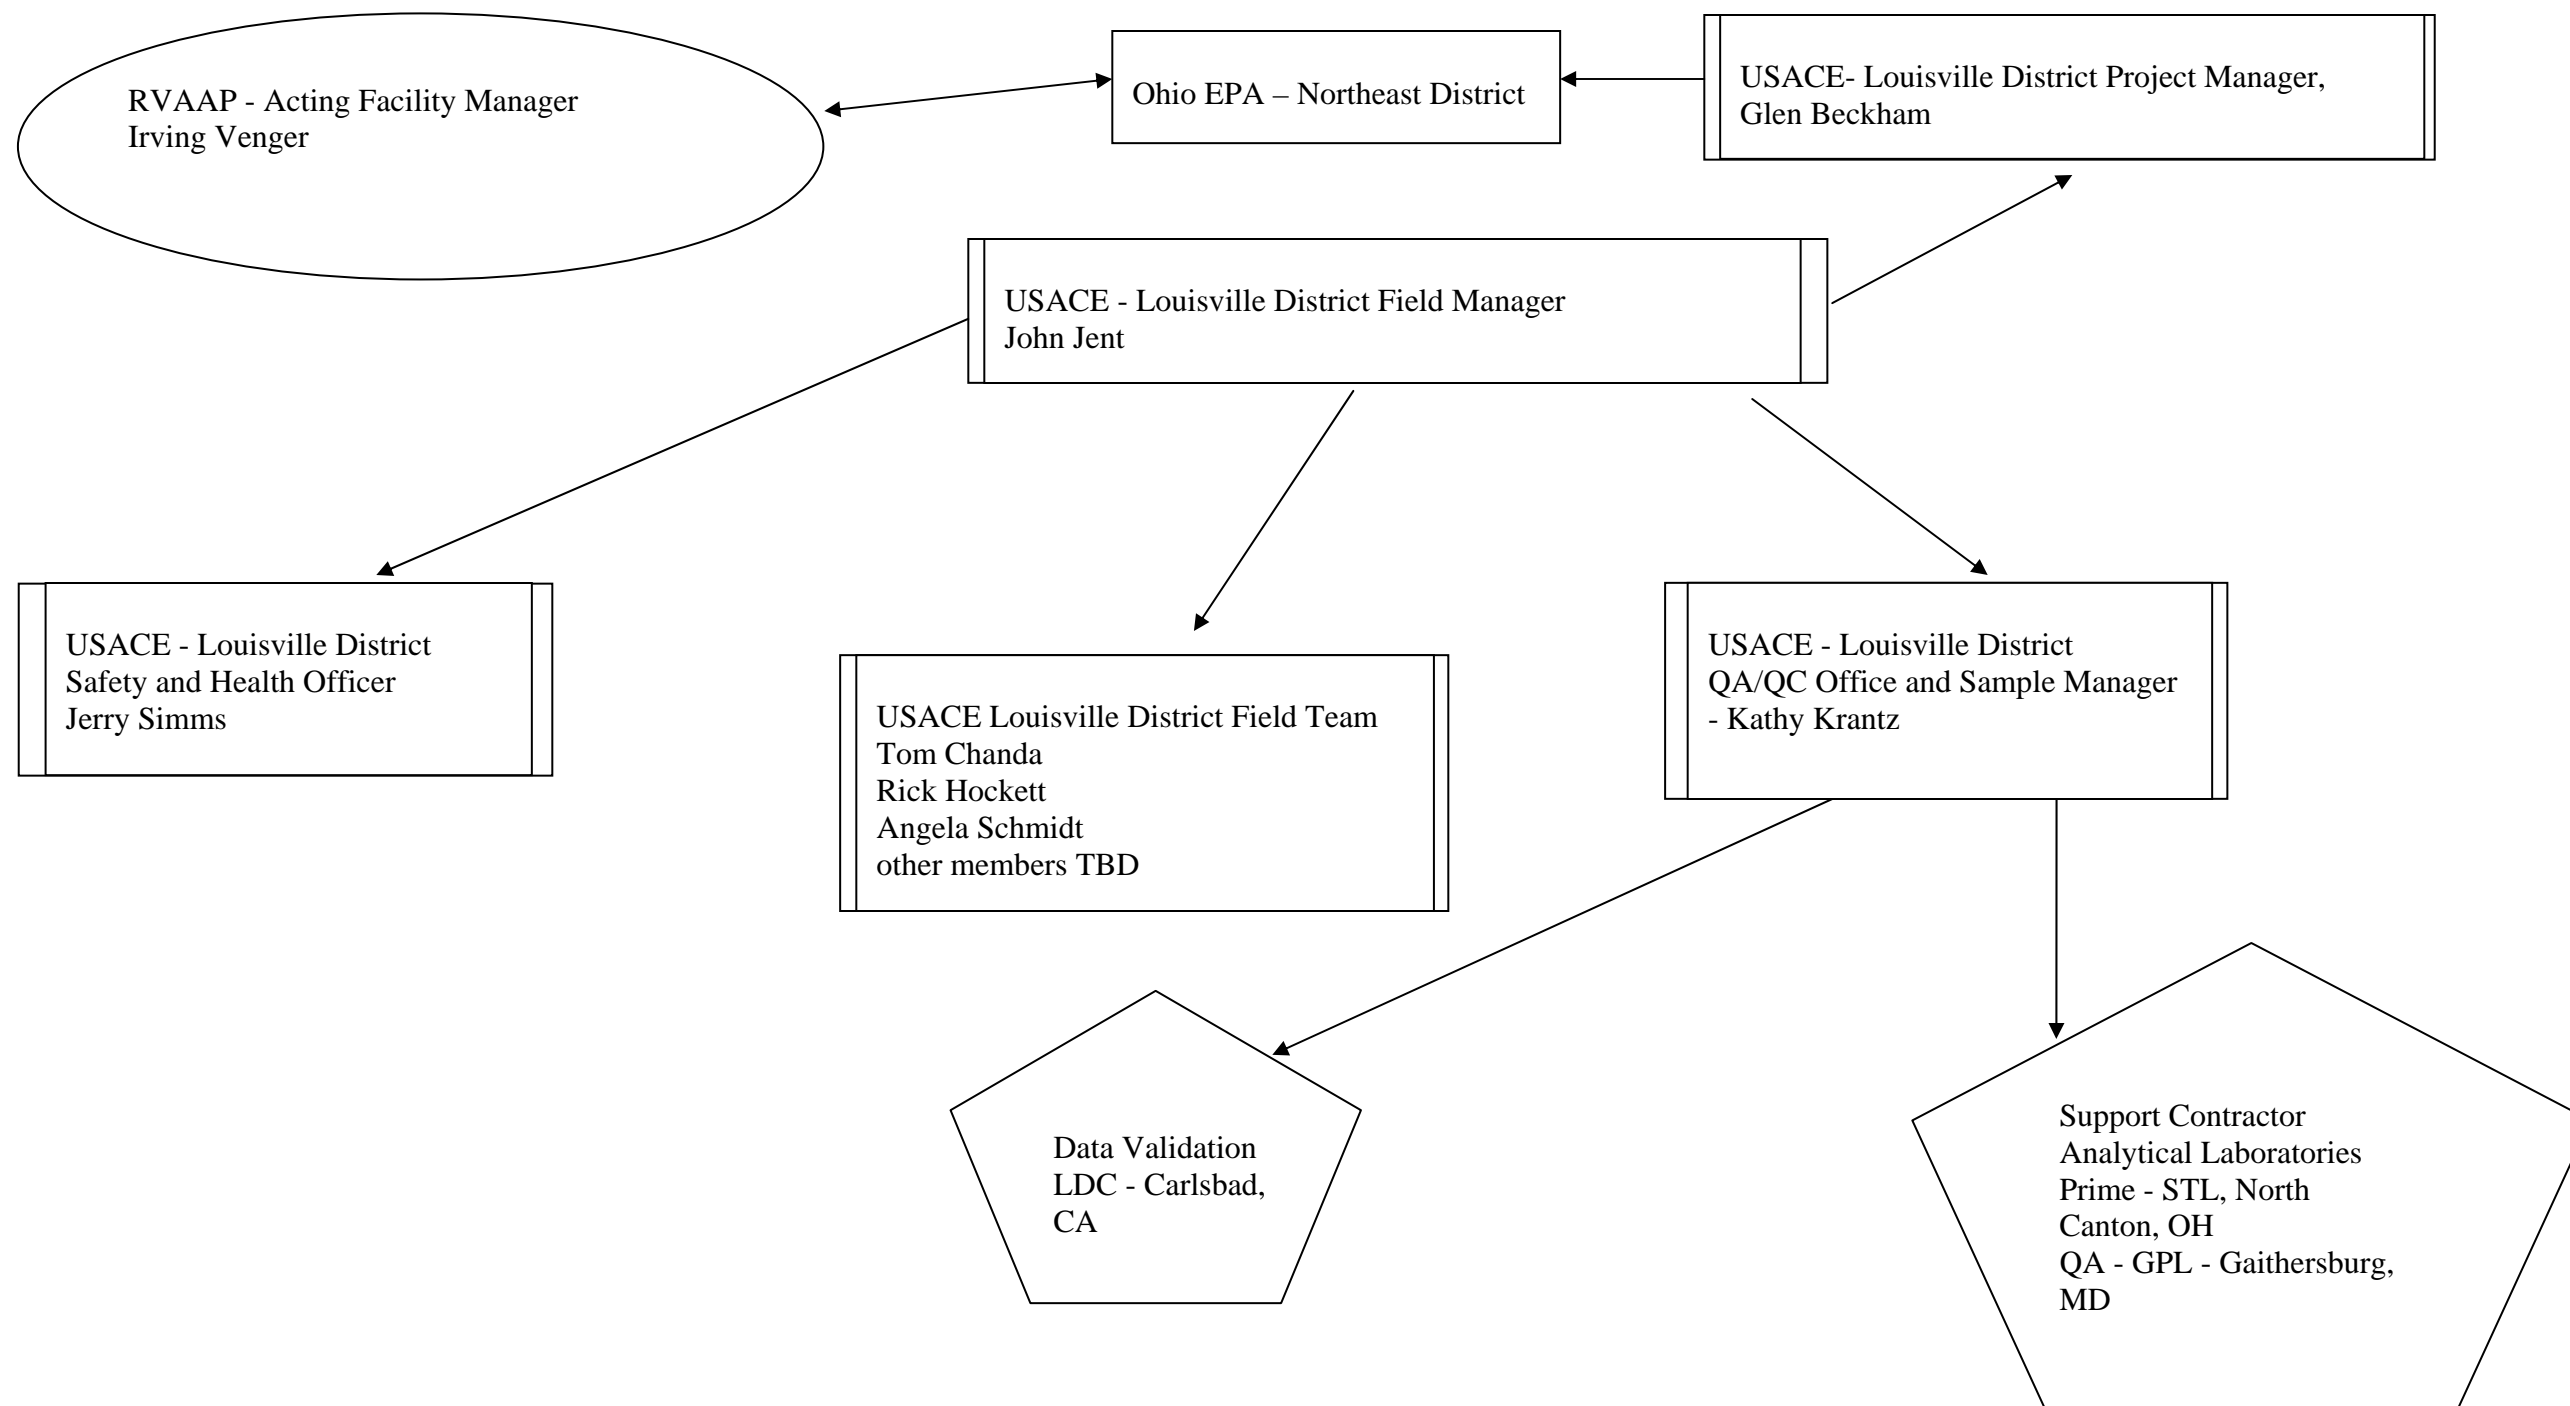 RVAAP - Acting Facility Manager
Irving Venger
Ohio EPA – Northeast District
USACE- Louisville District Project Manager,
Glen Beckham
USACE - Louisville District Field Manager
John Jent
USACE - Louisville District
Safety and Health Officer
Jerry Simms
USACE Louisville District Field Team
Tom Chanda
Rick Hockett
Angela Schmidt
other members TBD
USACE - Louisville District
QA/QC Office and Sample Manager
- Kathy Krantz
Data Validation
LDC - Carlsbad,
CA
Support Contractor
Analytical Laboratories
Prime - STL, North
Canton, OH
QA - GPL - Gaithersburg,
MD